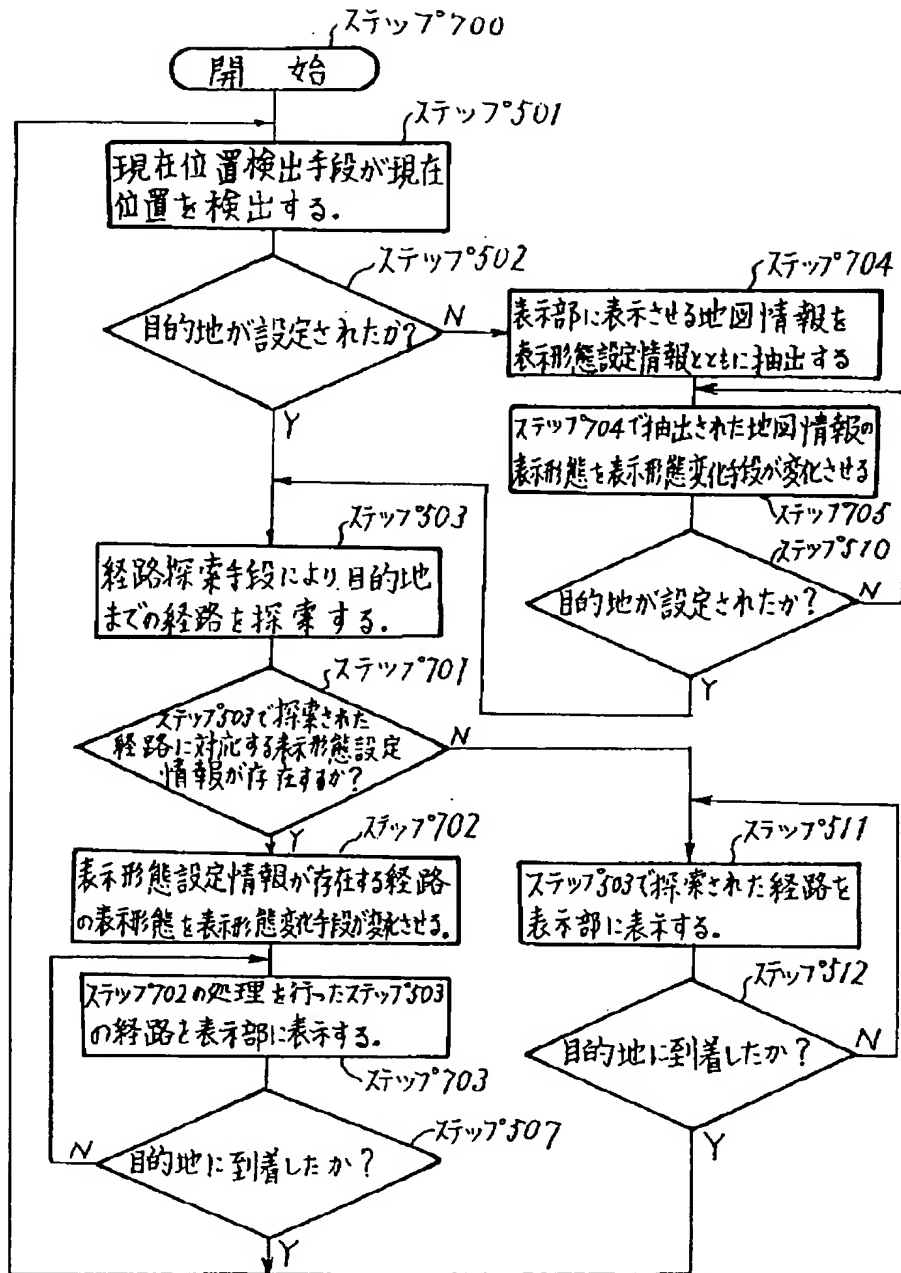 ステップ700
開 始
ステップ501
現在位置検出手段が現在
位置を検出する.
ステップ502
目的地が設定されたか?
N
Y
ステップ704
表示部に表示させる地図情報を
表示形態設定情報とともに抽出する
ステップ704で抽出された地図情報の
表示形態を表示形態変化手段が変化させる
ステップ705
ステップ510
目的地が設定されたか?
N
Y
ステップ503
経路探索手段により,目的地
までの経路を探索する.
ステップ701
ステップ503で探索された
経路に対応する表示形態設定
情報が存在するか?
N
Y
ステップ702
表示形態設定情報が存在する経路
の表示形態を表示形態変化手段が変化させる.
ステップ702の処理を行ったステップ503
の経路を表示部に表示する.
ステップ703
ステップ507
目的地に到着したか?
N
Y
ステップ511
ステップ503で探索された経路を
表示部に表示する.
ステップ512
目的地に到着したか?
N
Y